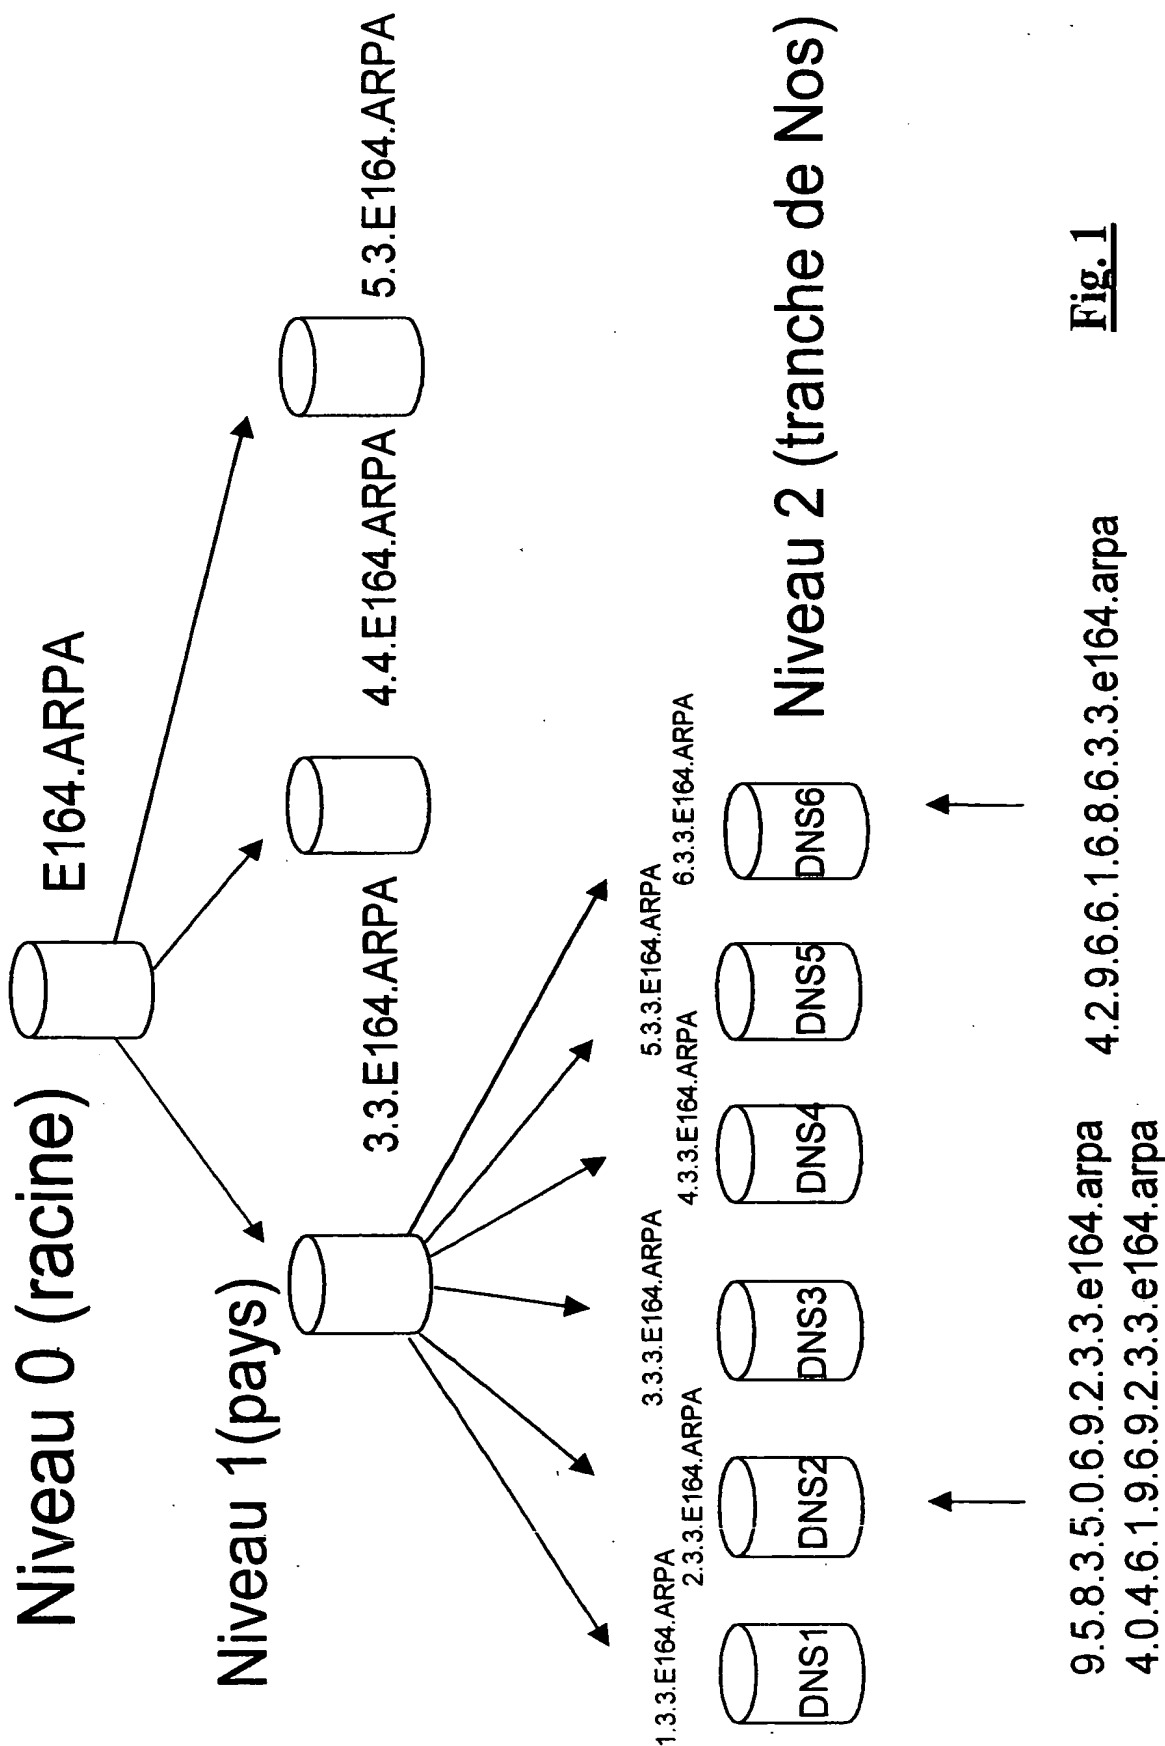 Niveau 0 (racine)
E164.ARPA
Niveau 1(pays)
3.3.E164.ARPA
4.4.E164.ARPA
5.3.E164.ARPA
1.3.3.E164.ARPA
2.3.3.E164.ARPA
3.3.3.E164.ARPA
4.3.3.E164.ARPA
5.3.3.E164.ARPA
6.3.3.E164.ARPA
DNS1
DNS2
DNS3
DNS4
DNS5
DNS6
Niveau 2 (tranche de Nos)
9.5.8.3.5.0.6.9.2.3.3.e164.arpa
4.0.4.6.1.9.6.9.2.3.3.e164.arpa
4.2.9.6.6.1.6.8.6.3.3.e164.arpa
Fig. 1